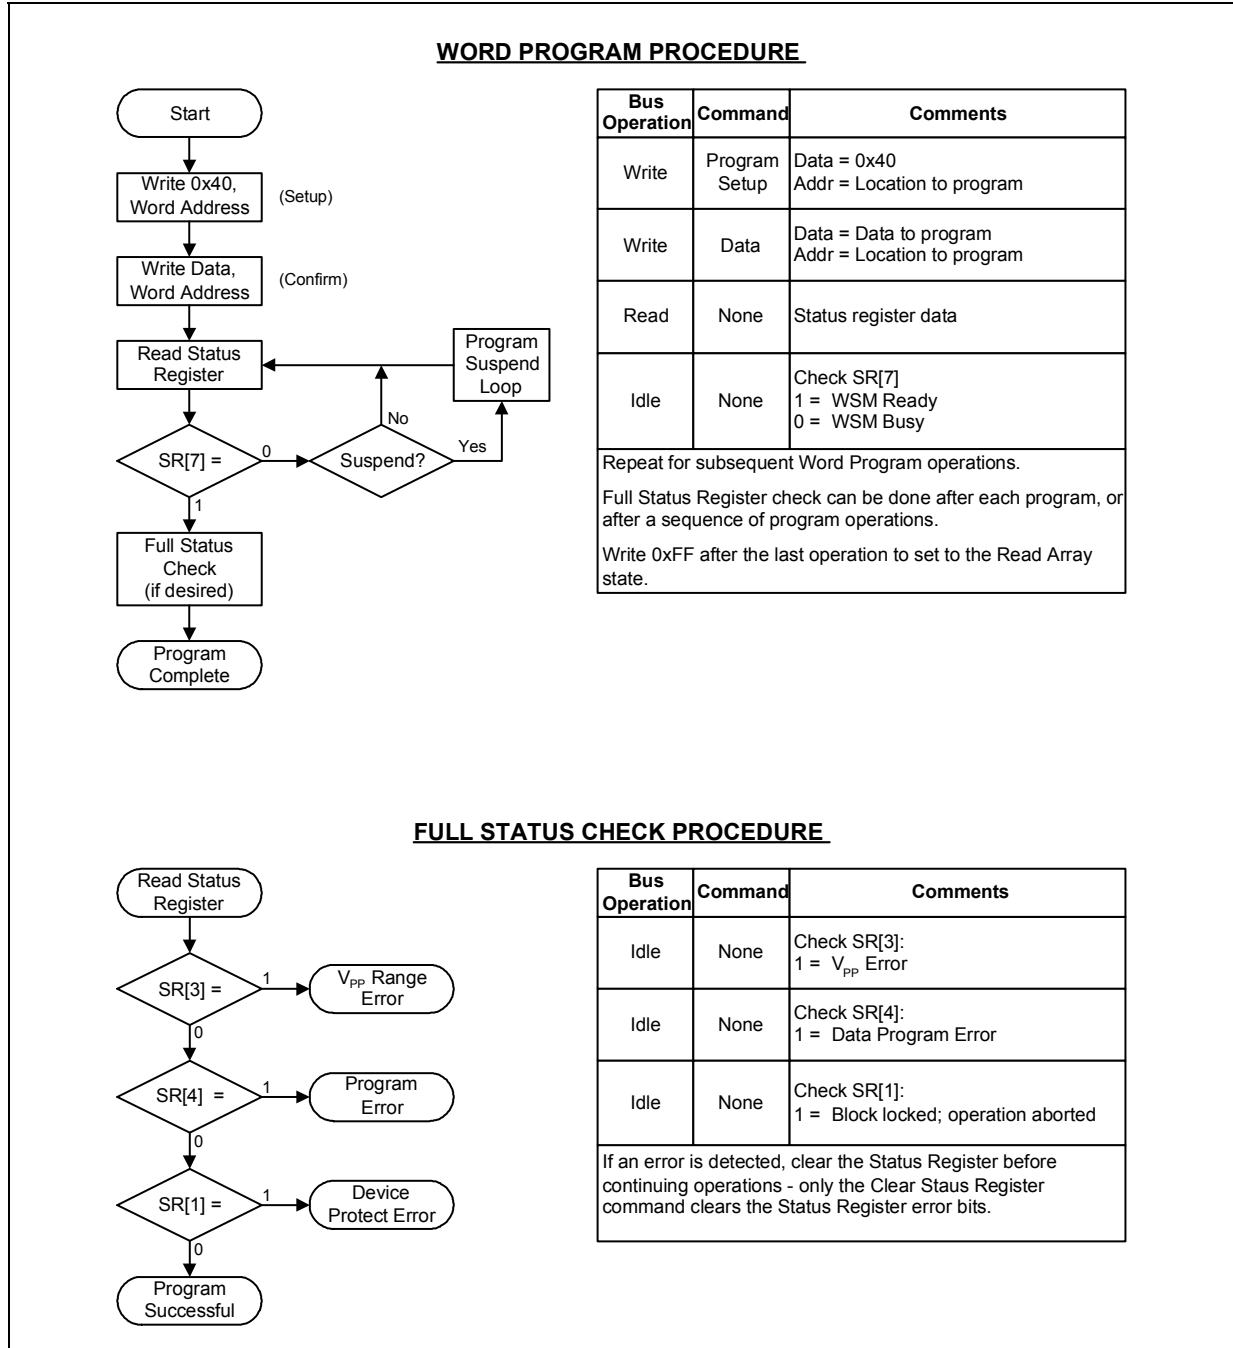 WORD PROGRAM PROCEDURE
Start
Write 0x40,
Word Address
(Setup)
Write Data,
Word Address
(Confirm)
Read Status
Register
Program
Suspend
Loop
No
SR[7] =
0
Suspend?
Yes
1
Full Status
Check
(if desired)
Program
Complete
Bus
Operation
Command
Comments
Write
Program
Setup
Data = 0x40
Addr = Location to program
Write
Data
Data = Data to program
Addr = Location to program
Read
None
Status register data
Idle
None
Check SR[7]
1 = WSM Ready
0 = WSM Busy
Repeat for subsequent Word Program operations.
Full Status Register check can be done after each program, or
after a sequence of program operations.
Write 0xFF after the last operation to set to the Read Array
state.
FULL STATUS CHECK PROCEDURE
Read Status
Register
SR[3] =
1
VPP Range
Error
0
SR[4] =
1
Program
Error
0
SR[1] =
1
Device
Protect Error
0
Program
Successful
Bus
Operation
Command
Comments
Idle
None
Check SR[3]:
1 = VPP Error
Idle
None
Check SR[4]:
1 = Data Program Error
Idle
None
Check SR[1]:
1 = Block locked; operation aborted
If an error is detected, clear the Status Register before
continuing operations - only the Clear Staus Register
command clears the Status Register error bits.